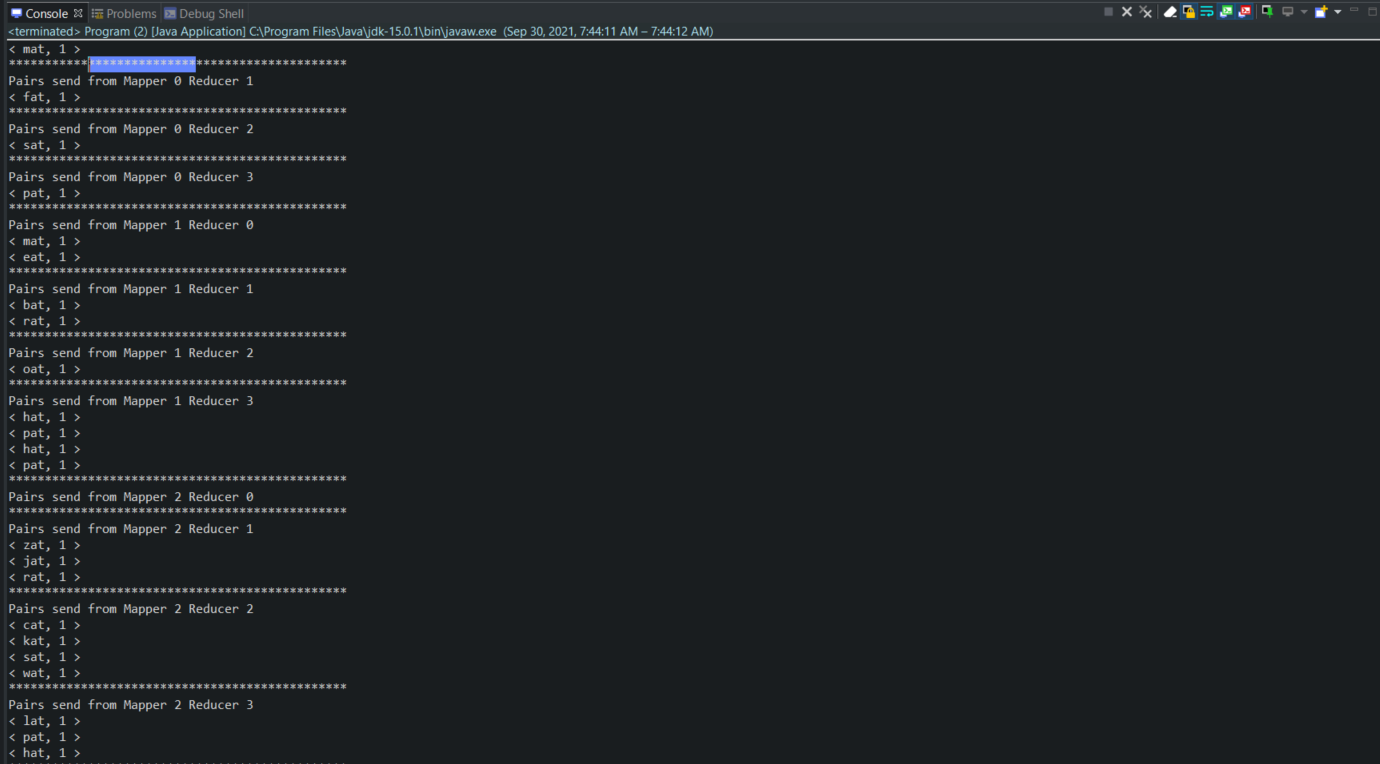 Console Problems Debug Shell
<terminated> Program (2) [Java Application] C:\Program Files\Java\jdk-15.0.1\bin\javaw.exe (Sep 30, 2021, 7:44:11 AM – 7:44:12 AM)
< mat, 1 >
***********************************************
Pairs send from Mapper 0 Reducer 1
< fat, 1 >
***********************************************
Pairs send from Mapper 0 Reducer 2
< sat, 1 >
***********************************************
Pairs send from Mapper 0 Reducer 3
< pat, 1 >
***********************************************
Pairs send from Mapper 1 Reducer 0
< mat, 1 >
< eat, 1 >
***********************************************
Pairs send from Mapper 1 Reducer 1
< bat, 1 >
< rat, 1 >
***********************************************
Pairs send from Mapper 1 Reducer 2
< oat, 1 >
***********************************************
Pairs send from Mapper 1 Reducer 3
< hat, 1 >
< pat, 1 >
< hat, 1 >
< pat, 1 >
***********************************************
Pairs send from Mapper 2 Reducer 0
***********************************************
Pairs send from Mapper 2 Reducer 1
< zat, 1 >
< jat, 1 >
< rat, 1 >
***********************************************
Pairs send from Mapper 2 Reducer 2
< cat, 1 >
< kat, 1 >
< sat, 1 >
< wat, 1 >
***********************************************
Pairs send from Mapper 2 Reducer 3
< lat, 1 >
< pat, 1 >
< hat, 1 >
***********************************************